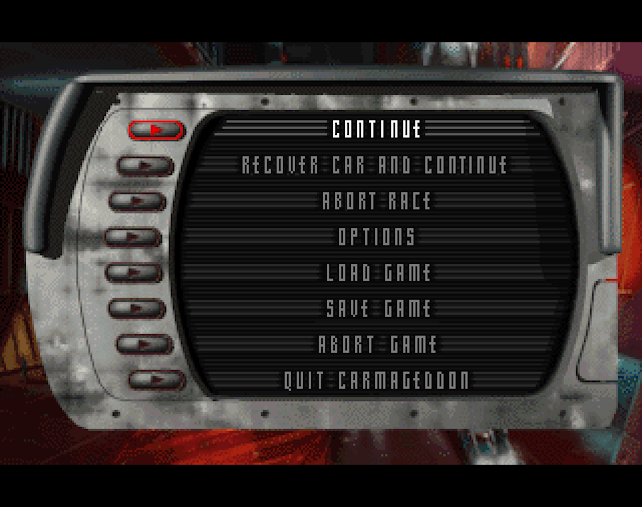 CONTINUE
RECOVER CAR AND CONTINUE
ABORT RACE
OPTIONS
LOAD GAME
SAVE GAME
ABORT GAME
QUIT CARMAGEDDON